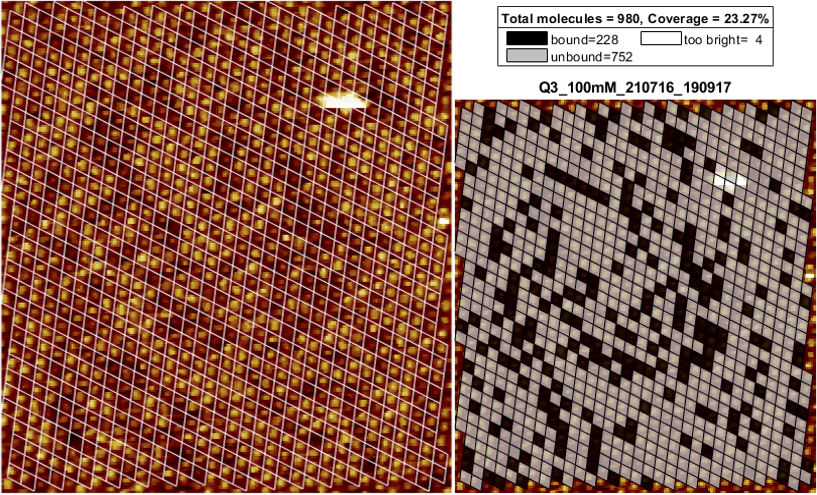 Total molecules = 980, Coverage = 23.27%
bound=228 too bright= 4
unbound=752
Q3_100mM_210716_190917